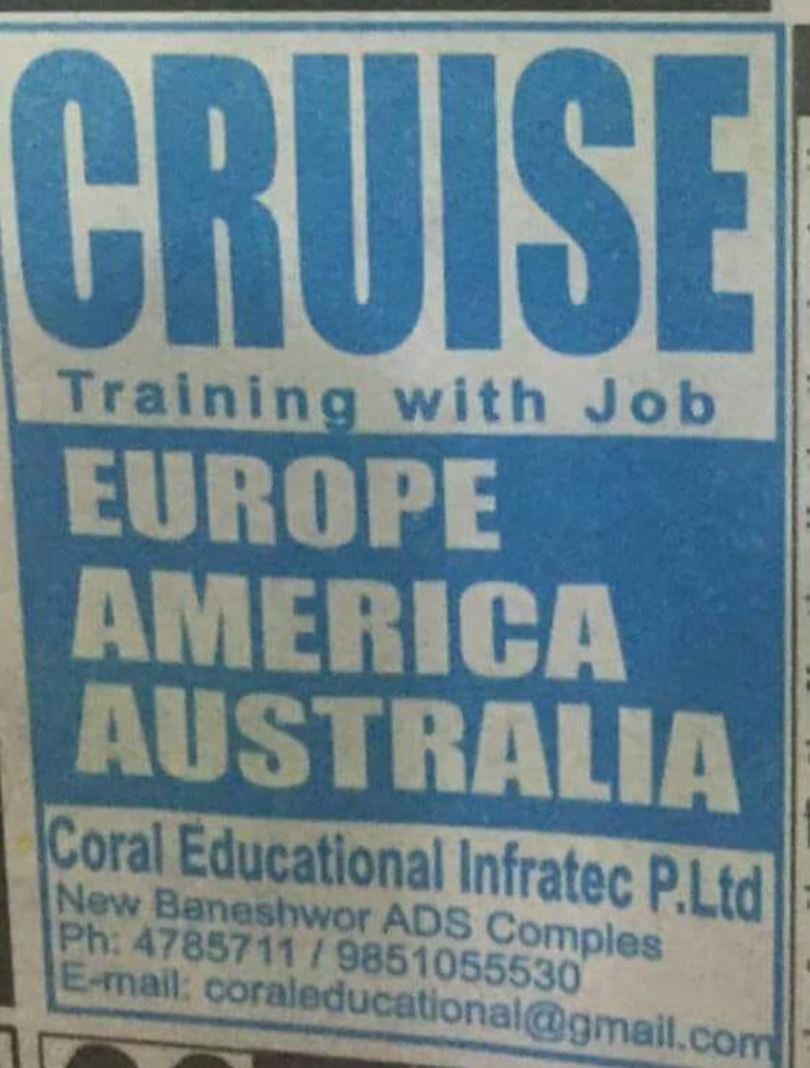 CRUISE
Training with Job
EUROPE
AMERICA
AUSTRALIA
Coral Educational Infratec P.Ltd
New Baneshwor ADS Comples
Ph: 4785711 / 9851055530
E-mail: coraleducational@gmail.com